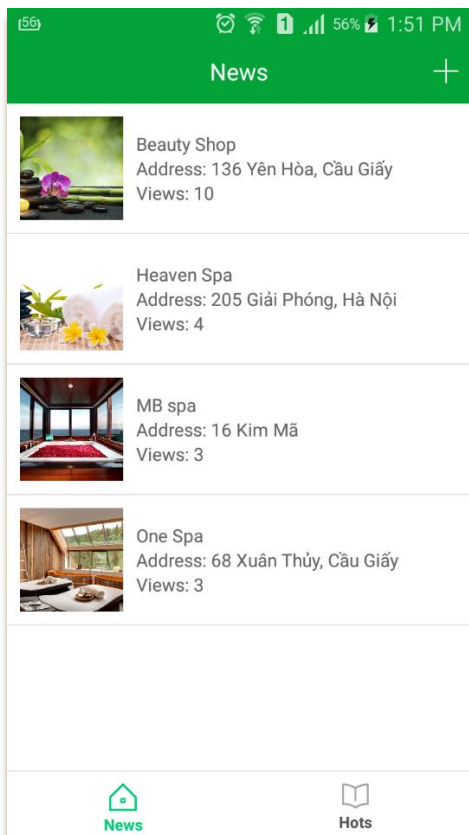 56
1 56% 1:51 PM
News
Beauty Shop
Address: 136 Yên Hòa, Cầu Giấy
Views: 10
Heaven Spa
Address: 205 Giải Phóng, Hà Nội
Views: 4
MB spa
Address: 16 Kim Mã
Views: 3
One Spa
Address: 68 Xuân Thủy, Cầu Giấy
Views: 3
News
Hots